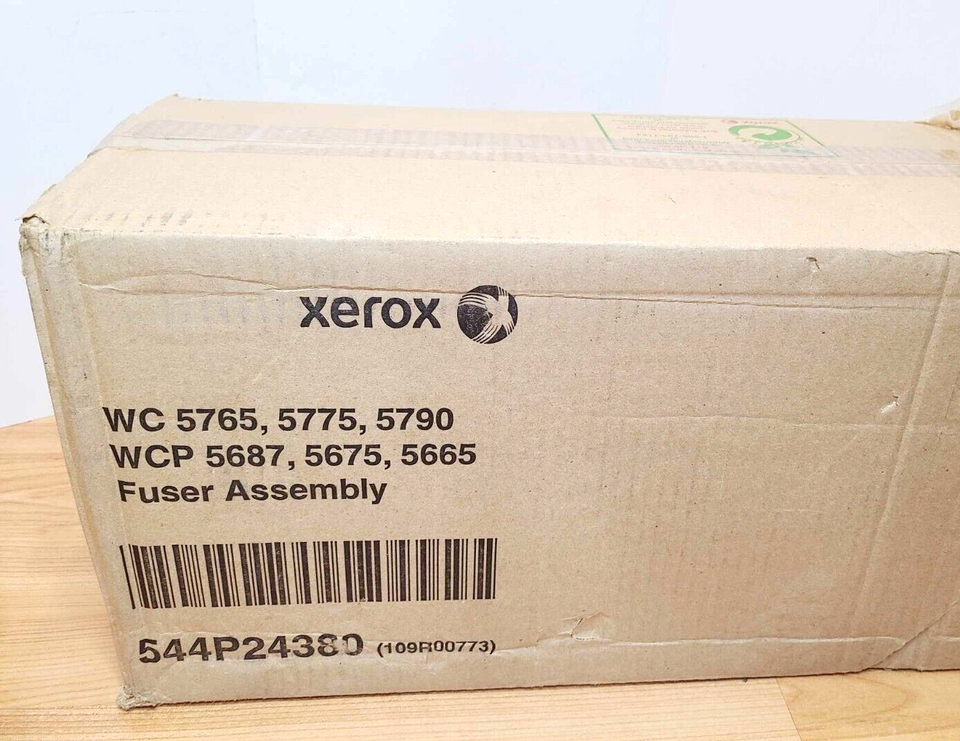 xerox
WC 5765, 5775, 5790
WCP 5687, 5675, 5665
Fuser Assembly
544P24380 (109R00773)